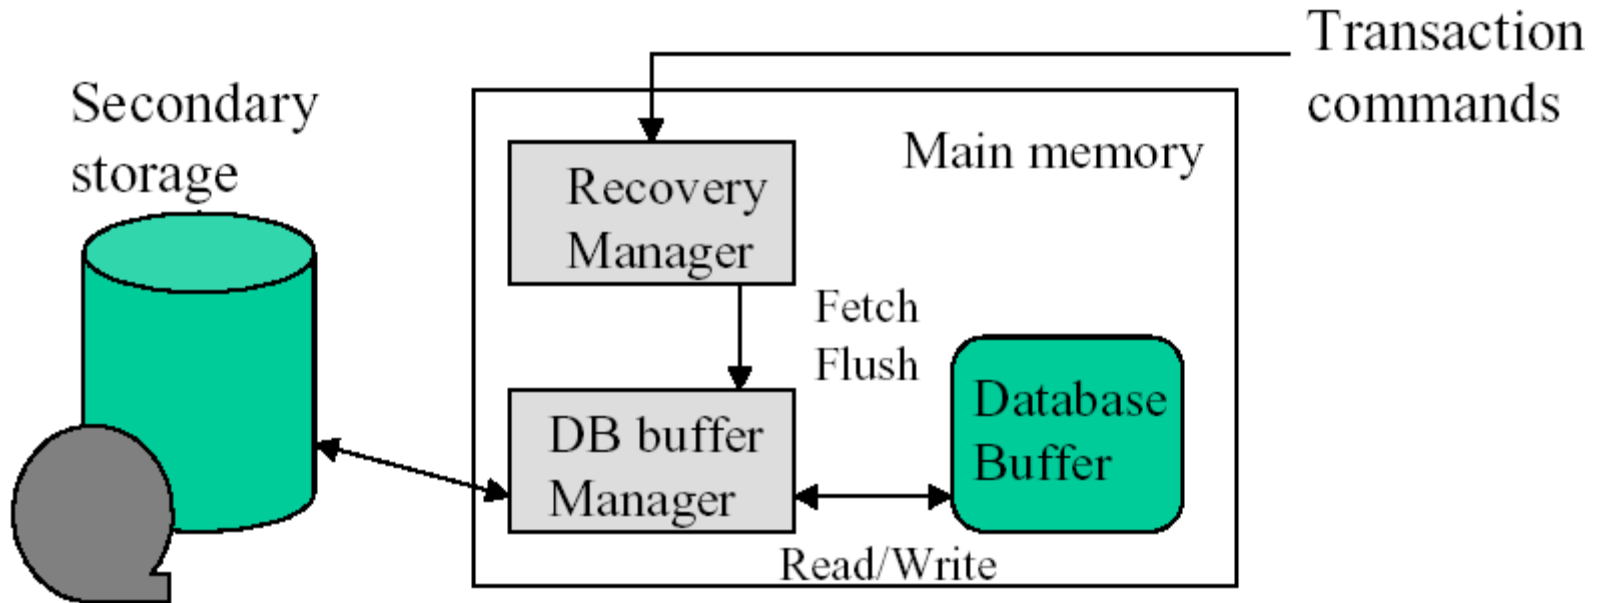 Transaction
commands
Secondary
storage
Main memory
Recovery
Manager
Fetch
Flush
Database
Buffer
DB buffer
Manager
Read/Write